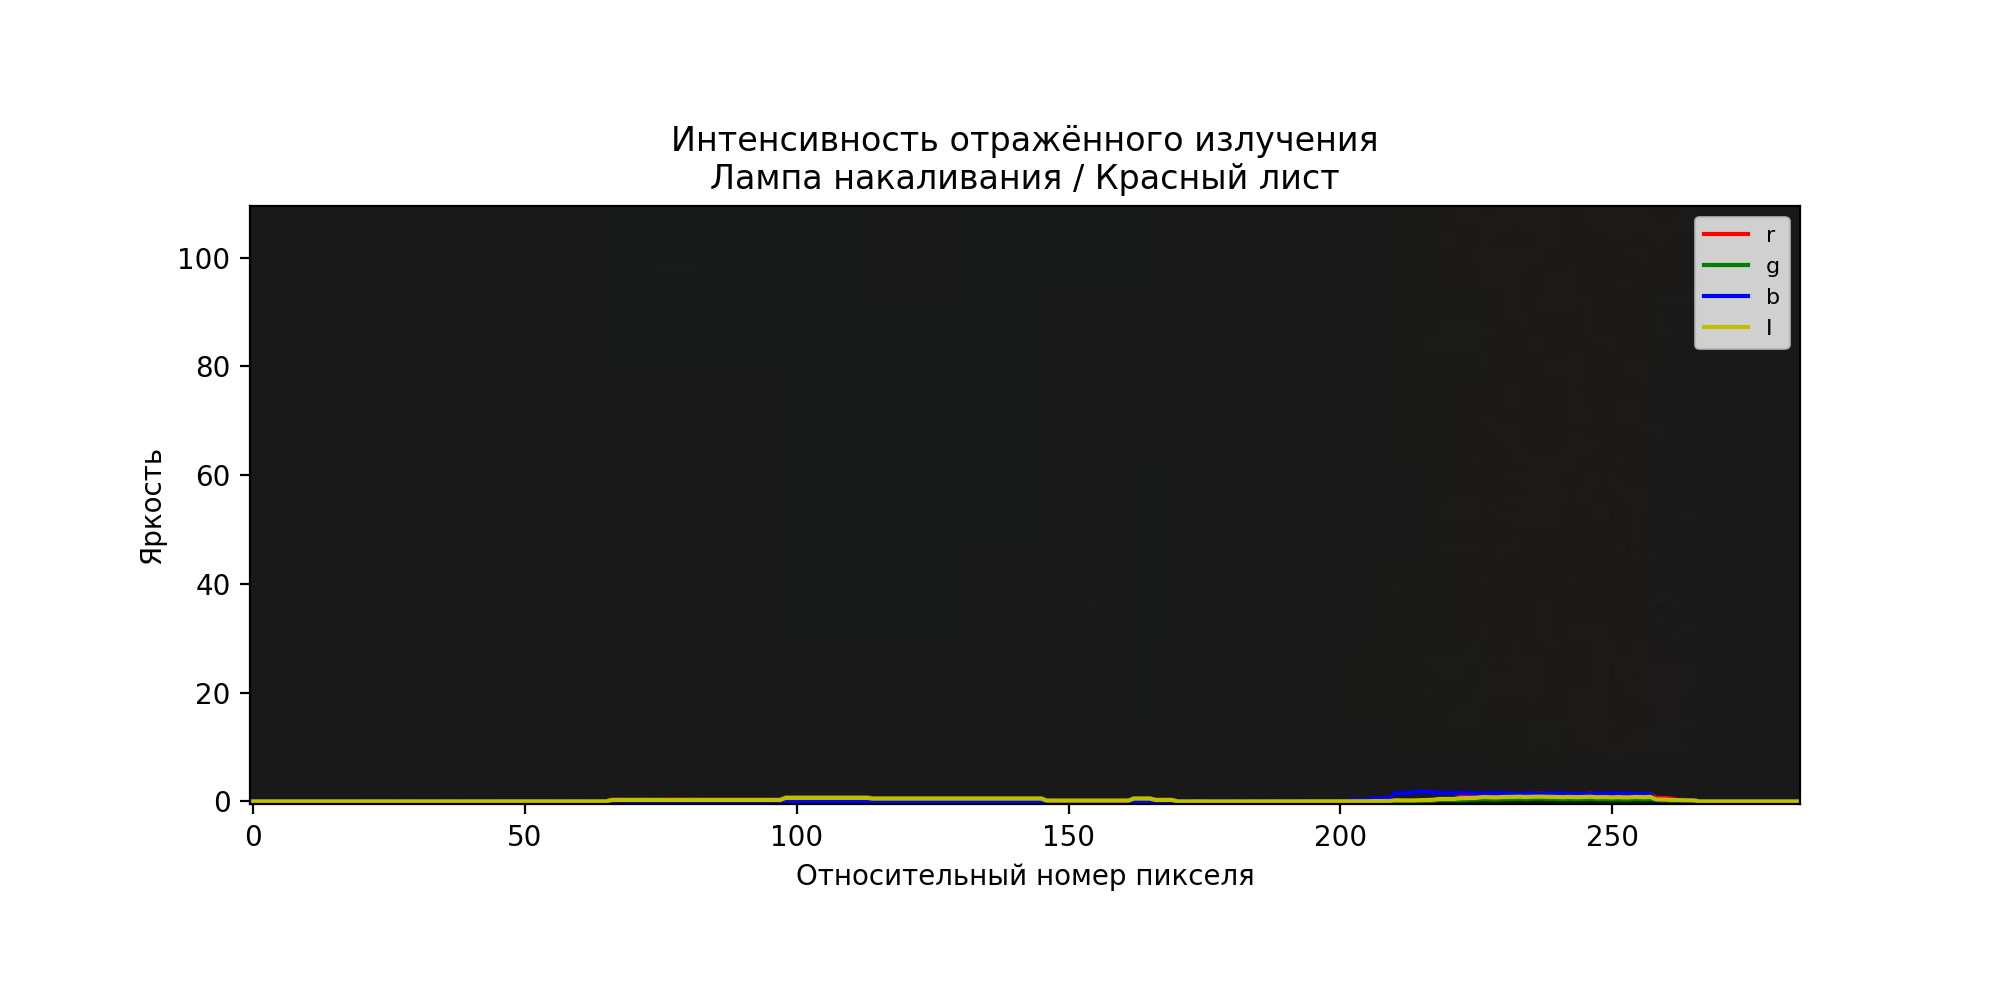 Интенсивность отражённого излучения
Лампа накаливания / Красный лист
r
g
b
I
100
80
60
40
20
0
Яркость
0 50 100 150 200 250
Относительный номер пикселя